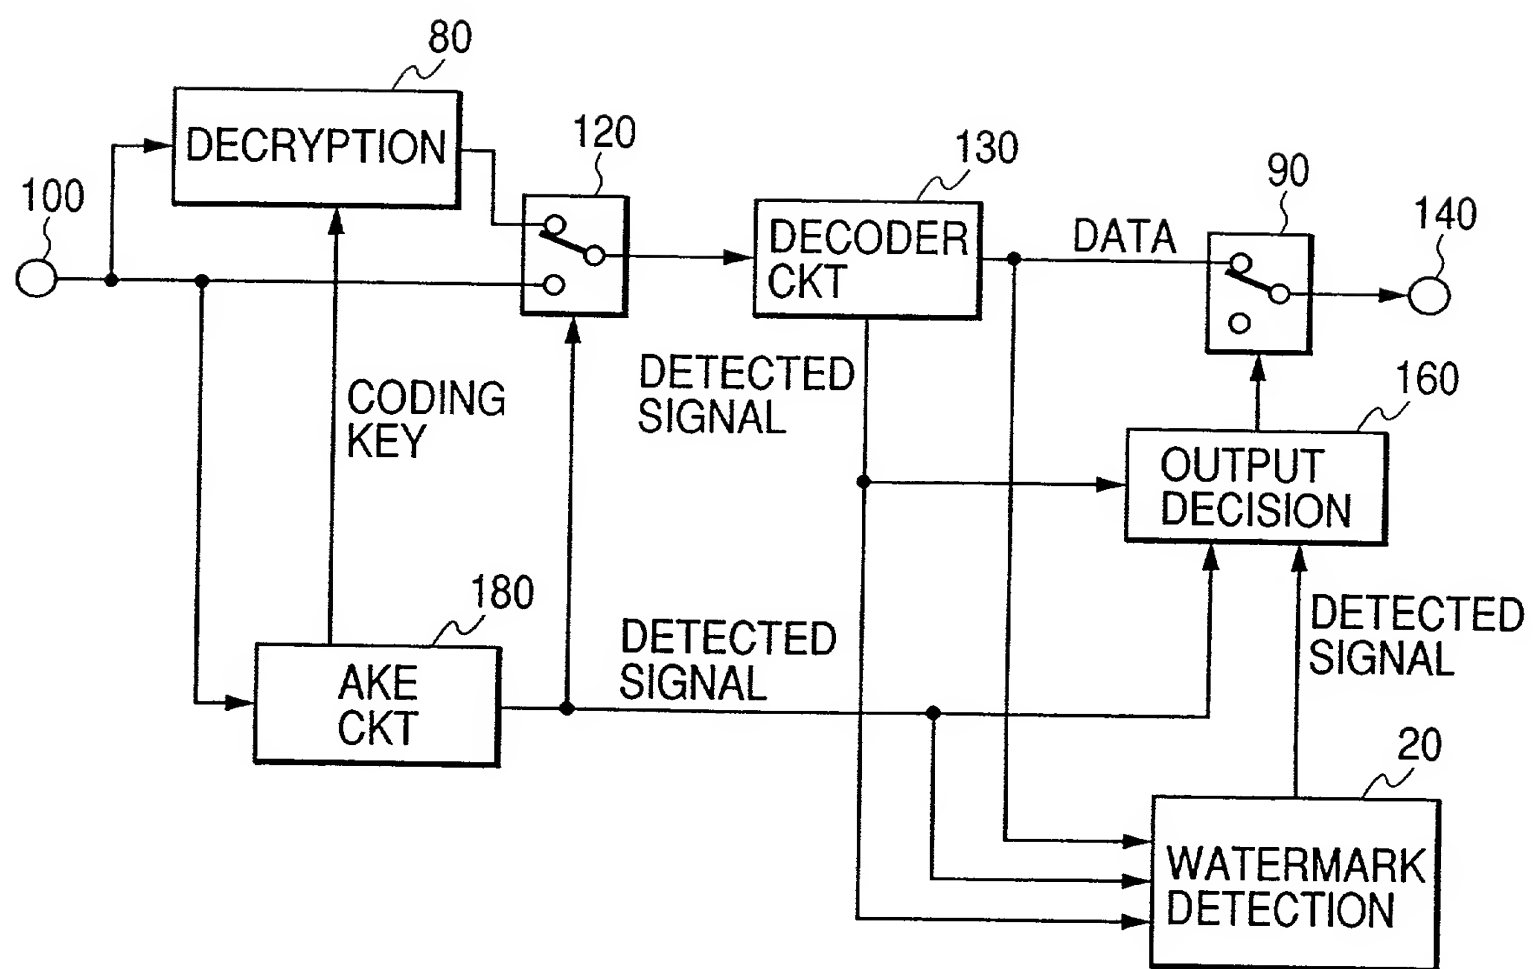 80
DECRYPTION
100
120
130
DECODER
CKT
DATA
90
140
CODING
KEY
DETECTED
SIGNAL
160
OUTPUT
DECISION
180
AKE
CKT
DETECTED
SIGNAL
DETECTED
SIGNAL
20
WATERMARK
DETECTION